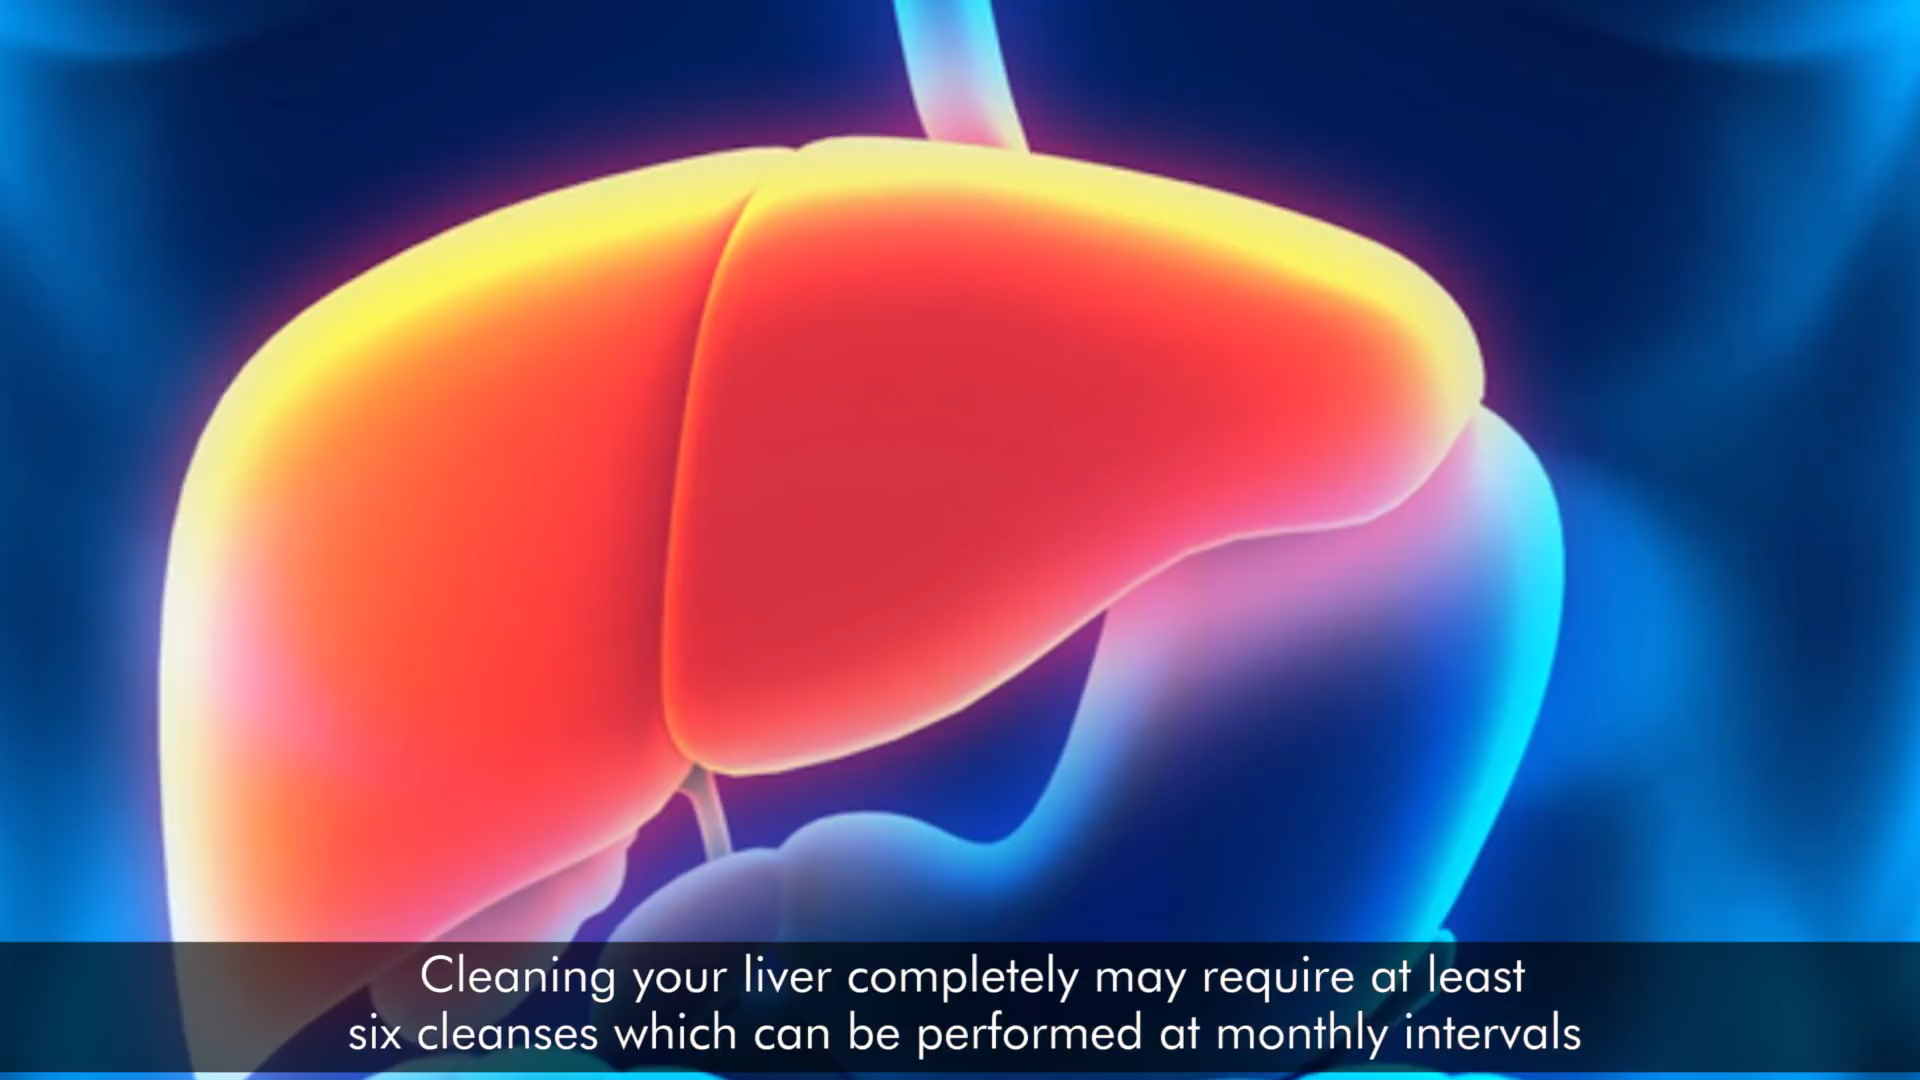 Cleaning your liver completely may require at least
six cleanses which can be performed at monthly intervals